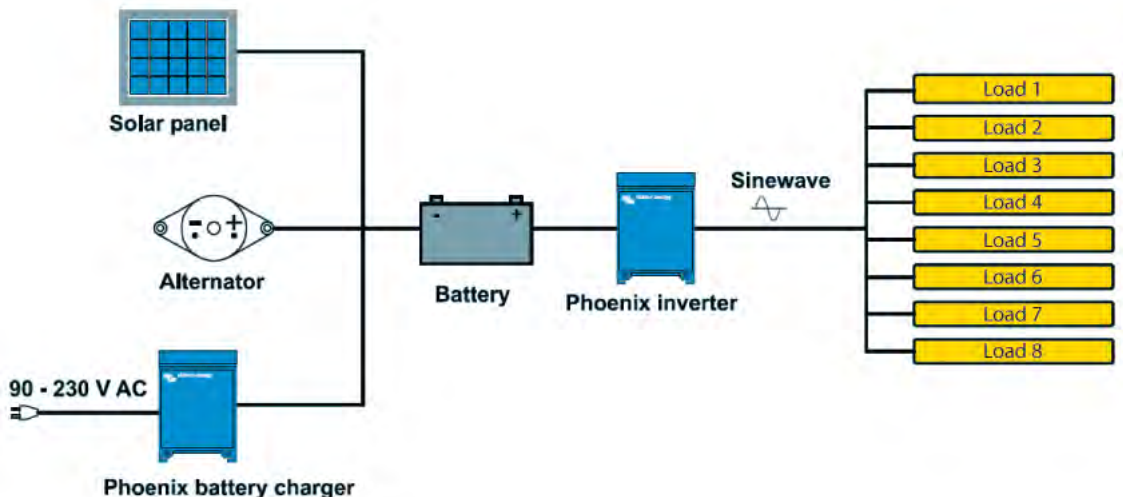 Solar panel
Alternator
90 - 230 V AC
Phoenix battery charger
- +
Battery
Phoenix inverter
Sinewave
Load 1
Load 2
Load 3
Load 4
Load 5
Load 6
Load 7
Load 8